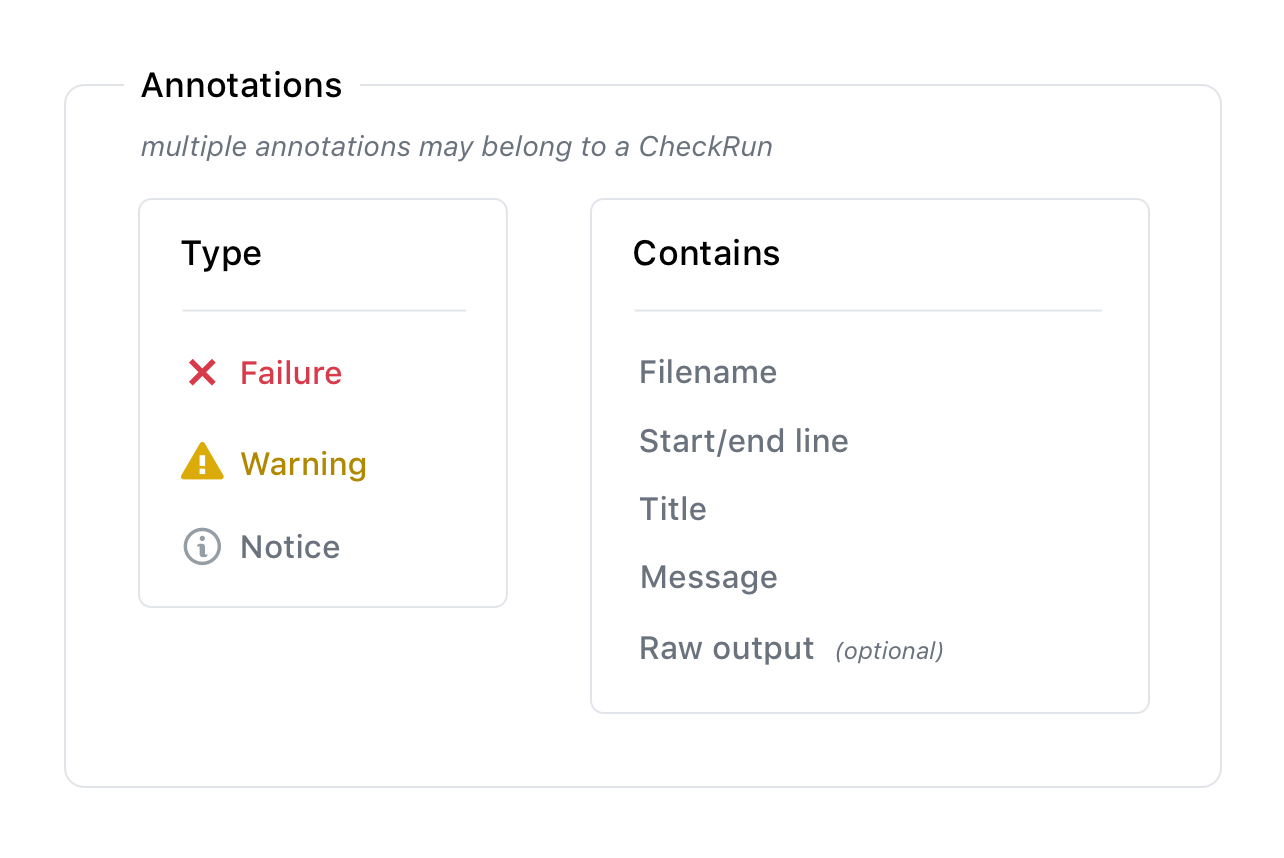 Annotations
multiple annotations may belong to a CheckRun
Type
Failure
Warning
Notice
Contains
Filename
Start/end line
Title
Message
Raw output (optional)